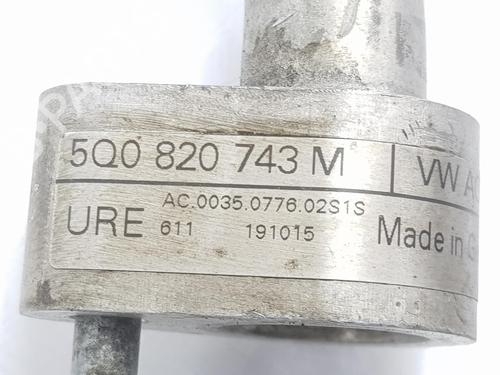 5Q0 820 743 M VW A
AC.0035.0776.02S1S
URE 611 191015 Made in G